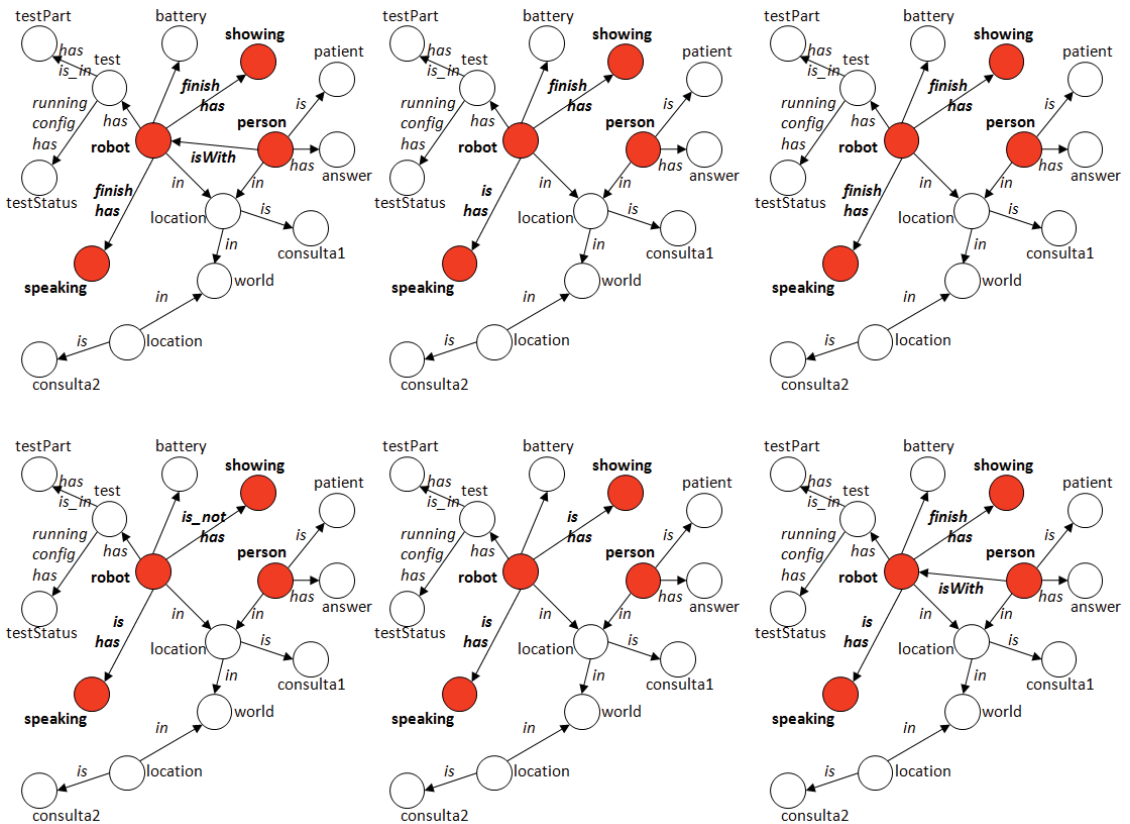 testPart battery
showing
has test patient
is_in
finish
running has is
config has person
has robot isWith has answer
in in
testStatus
finish
has location is
in consulta1
speaking world
in
is location
consulta2
testPart battery
showing
has test patient
is_in
finish
running has is
config has person
has robot has answer
in in
testStatus is
has location is
in consulta1
speaking world
in
is location
consulta2
testPart battery
showing
has test patient
is_in
finish
running has is
config has person
has robot has answer
in in
testStatus finish
has location is
in consulta1
speaking world
in
is location
consulta2
testPart battery
showing
has test patient
is_in
is_not
running has is
config has person
has robot has answer
in in
testStatus is
has location is
in consulta1
speaking world
in
is location
consulta2
testPart battery
showing
has test patient
is_in
is
running has is
config has person
has robot has answer
in in
testStatus is
has location is
in consulta1
speaking world
in
is location
consulta2
testPart battery
showing
has test patient
is_in
finish
running has is
config has person
has robot isWith has answer
in in
testStatus is
has location is
in consulta1
speaking world
in
is location
consulta2